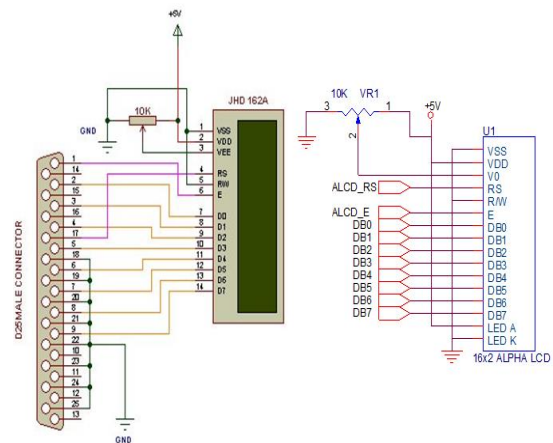 +5V
10K
GND
JHD 162A
1 VSS
2 VDD
3 VEE
4 RS
5 RW
6 E
7 D0
8 D1
9 D2
10 D3
11 D4
12 D5
13 D6
14 D7
D25MALE CONNECTOR
1
14
2
15
3
16
4
17
5
18
6
19
7
20
8
21
9
22
10
23
11
24
12
25
13
GND
10K VR1
3 1
2
+5V
U1
VSS
VDD
V0
ALCD_RS RS
R/W
ALCD_E E
DB0 DB0
DB1 DB1
DB2 DB2
DB3 DB3
DB4 DB4
DB5 DB5
DB6 DB6
DB7 DB7
LED A
LED K
16x2 ALPHA LCD